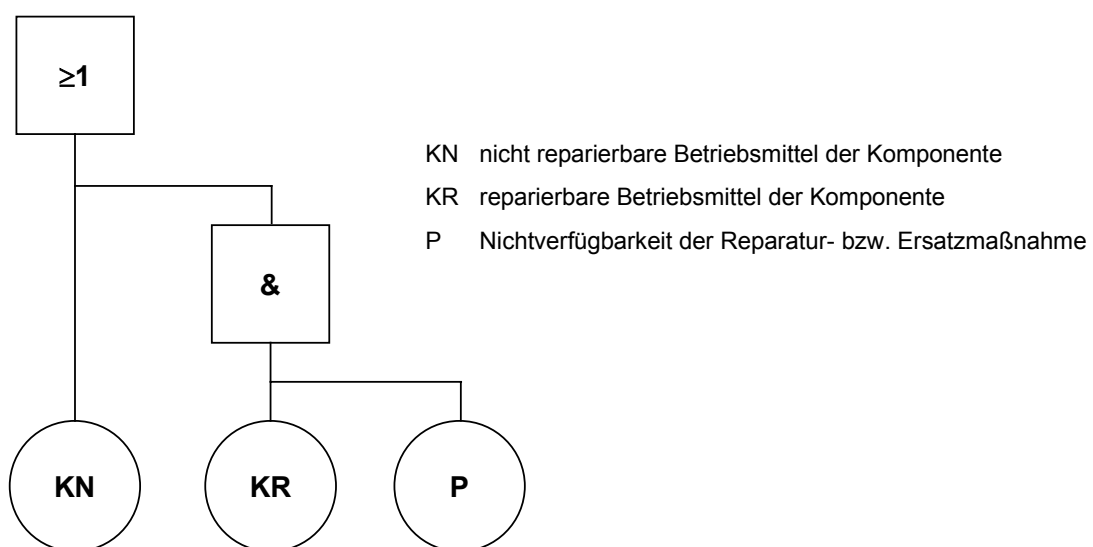 ≥1
KN nicht reparierbare Betriebsmittel der Komponente
KR reparierbare Betriebsmittel der Komponente
P Nichtverfügbarkeit der Reparatur- bzw. Ersatzmaßnahme
&
KN KR P